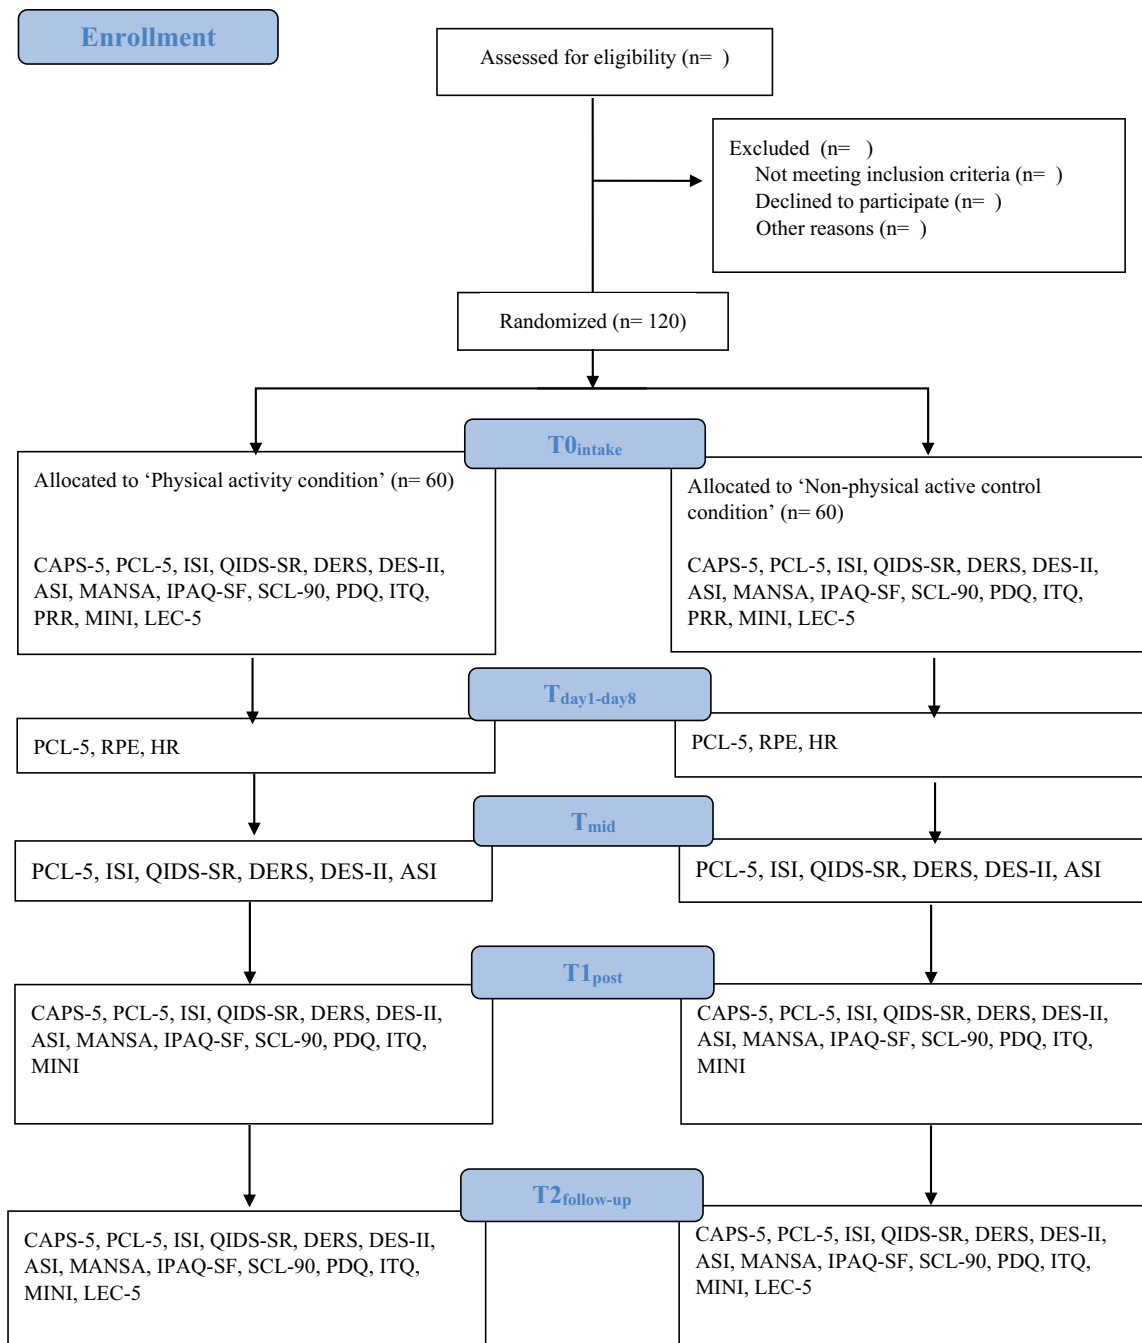 Enrollment
Assessed for eligibility (n= )
Excluded (n= )
Not meeting inclusion criteria (n= )
Declined to participate (n= )
Other reasons (n= )
Randomized (n= 120)
T0intake
Allocated to ‘Physical activity condition’ (n= 60)
CAPS-5, PCL-5, ISI, QIDS-SR, DERS, DES-II,
ASI, MANSA, IPAQ-SF, SCL-90, PDQ, ITQ,
PRR, MINI, LEC-5
Allocated to ‘Non-physical active control
condition’ (n= 60)
CAPS-5, PCL-5, ISI, QIDS-SR, DERS, DES-II,
ASI, MANSA, IPAQ-SF, SCL-90, PDQ, ITQ,
PRR, MINI, LEC-5
Tday1-day8
PCL-5, RPE, HR
PCL-5, RPE, HR
Tmid
PCL-5, ISI, QIDS-SR, DERS, DES-II, ASI
PCL-5, ISI, QIDS-SR, DERS, DES-II, ASI
T1post
CAPS-5, PCL-5, ISI, QIDS-SR, DERS, DES-II,
ASI, MANSA, IPAQ-SF, SCL-90, PDQ, ITQ,
MINI
CAPS-5, PCL-5, ISI, QIDS-SR, DERS, DES-II,
ASI, MANSA, IPAQ-SF, SCL-90, PDQ, ITQ,
MINI
T2follow-up
CAPS-5, PCL-5, ISI, QIDS-SR, DERS, DES-II,
ASI, MANSA, IPAQ-SF, SCL-90, PDQ, ITQ,
MINI, LEC-5
CAPS-5, PCL-5, ISI, QIDS-SR, DERS, DES-II,
ASI, MANSA, IPAQ-SF, SCL-90, PDQ, ITQ,
MINI, LEC-5